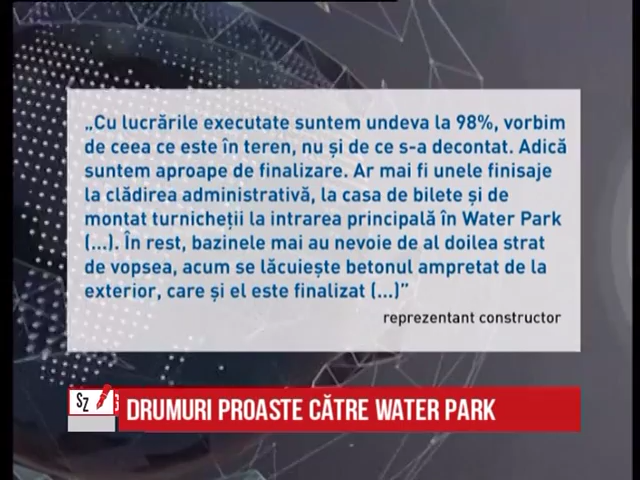 „Cu lucrările executate suntem undeva la 98%, vorbim
de ceea ce este în teren, nu și de ce s-a decontat. Adică
suntem aproape de finalizare. Ar mai fi unele finisaje
la clădirea administrativă, la casa de bilete și de
montat turnicheții la intrarea principală în Water Park
(...). În rest, bazinele mai au nevoie de al doilea strat
de vopsea, acum se lăcuiește betonul ampretat de la
exterior, care și el este finalizat (...)”
reprezentant constructor
SZ
DRUMURI PROASTE CĂTRE WATER PARK